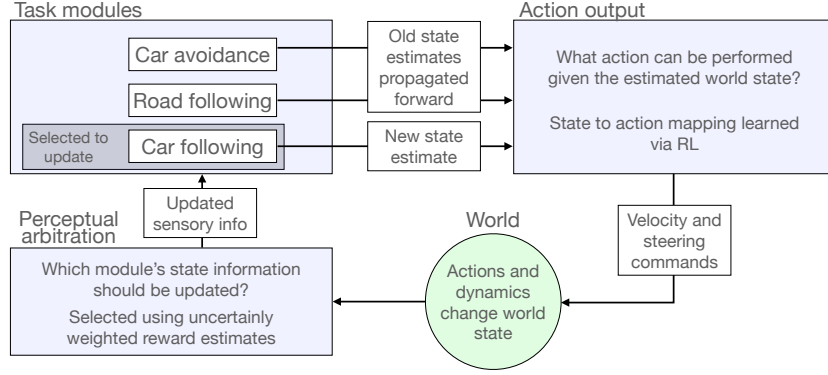 Task modules
Car avoidance
Road following
Selected to
update
Car following
Old state
estimates
propagated
forward
New state
estimate
Action output
What action can be performed
given the estimated world state?
State to action mapping learned
via RL
Updated
sensory info
Velocity and
steering
commands
Perceptual
arbitration
Which module's state information
should be updated?
Selected using uncertainly
weighted reward estimates
World
Actions and
dynamics
change world
state